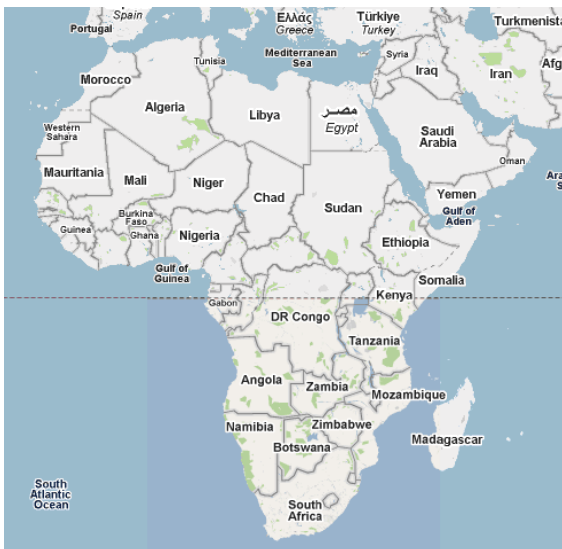 Spain
Portugal
Ελλάς
Greece
Türkiye
Turkey
Turkmenist
Mediterranean
Sea
Tunisia
Syria
Iraq
Iran
Afg
Morocco
Algeria
Libya
مصر
Egypt
Western
Sahara
Saudi
Arabia
Oman
Mauritania
Mali
Niger
Chad
Sudan
Yemen
Gulf of
Aden
Ara
S
Burkina
Faso
Guinea
Ghana
Nigeria
Ethiopia
Gulf of
Guinea
Somalia
Gabon
Kenya
DR Congo
Tanzania
Angola
Zambia
Mozambique
Namibia
Zimbabwe
Botswana
Madagascar
South
Atlantic
Ocean
South
Africa